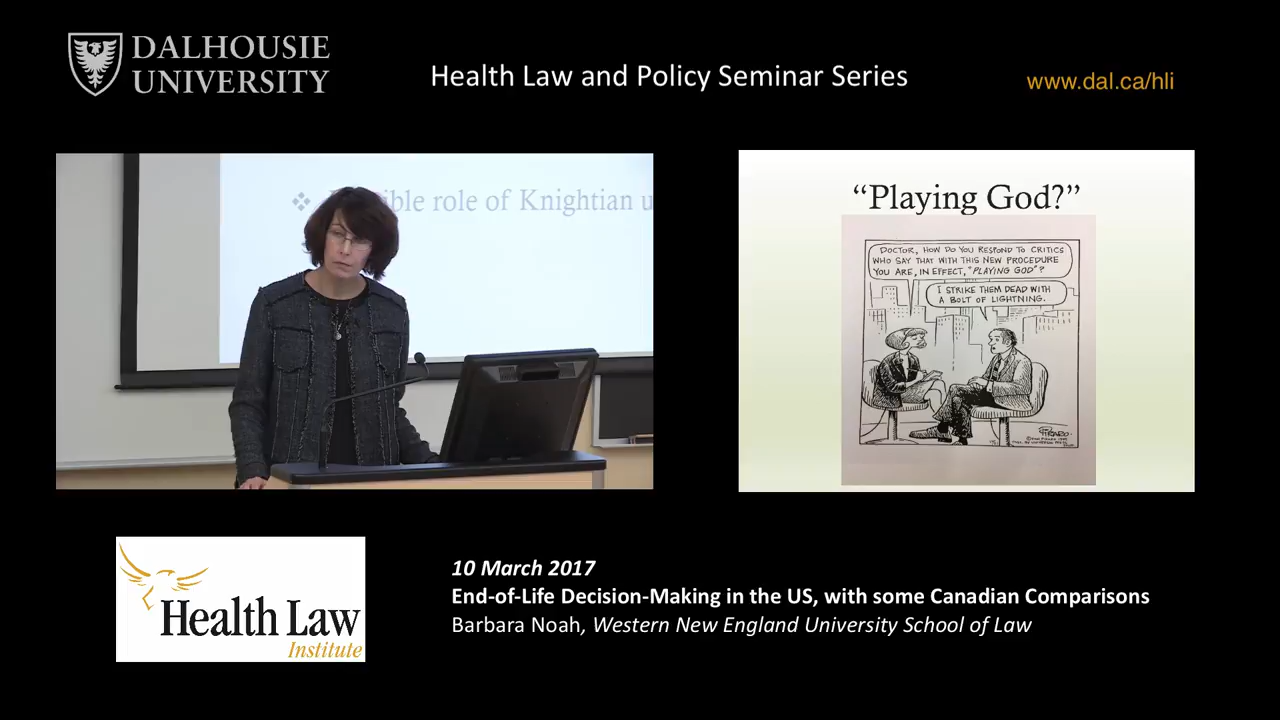 DALHOUSIE
UNIVERSITY
Health Law and Policy Seminar Series
www.dal.ca/hli
ible role of Knightian u
“Playing God?”
DOCTOR, HOW DO YOU RESPOND TO CRITICS
WHO SAY THAT WITH THIS NEW PROCEDURE
YOU ARE, IN EFFECT, "PLAYING GOD"?
I STRIKE THEM DEAD WITH
A BOLT OF LIGHTNING.
PIRARO
Health Law
Institute
10 March 2017
End-of-Life Decision-Making in the US, with some Canadian Comparisons
Barbara Noah, Western New England University School of Law